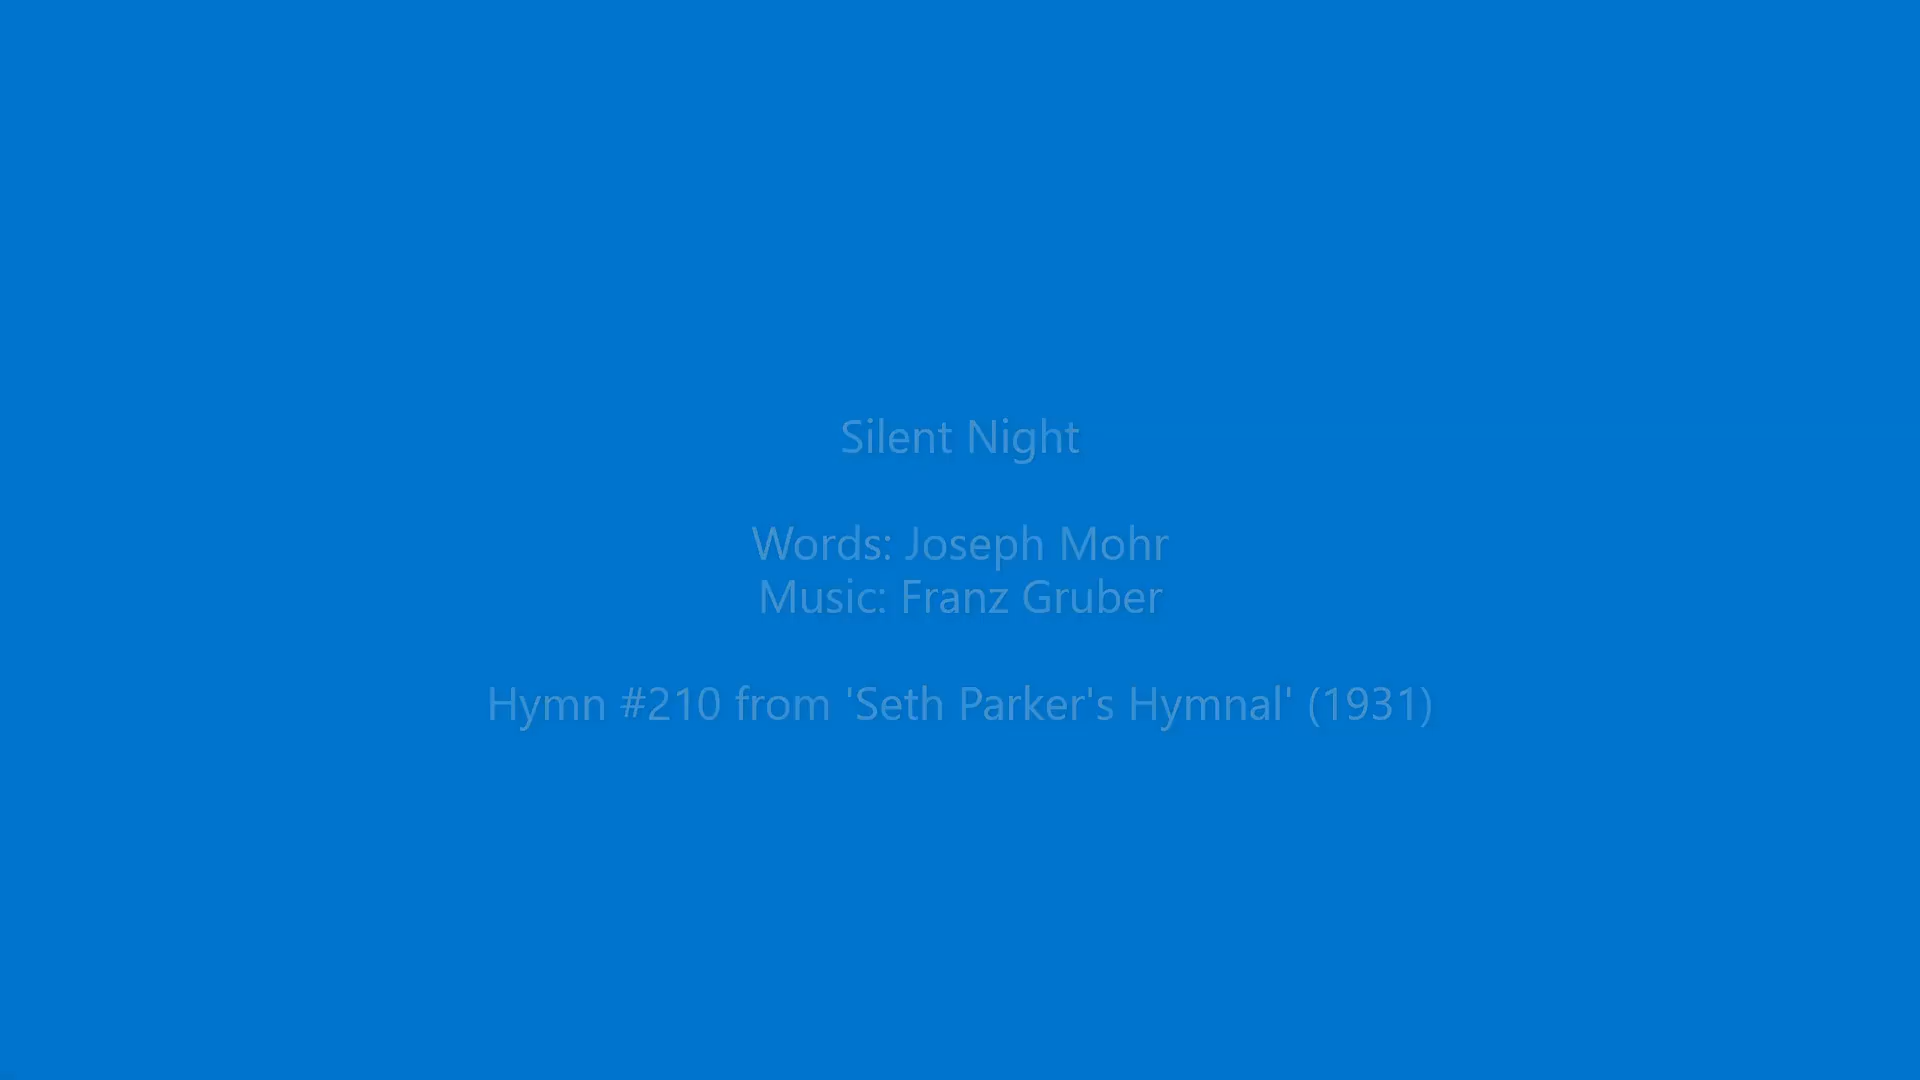 Silent Night
Words: Joseph Mohr
Music: Franz Gruber
Hymn #210 from 'Seth Parker's Hymnal' (1931)